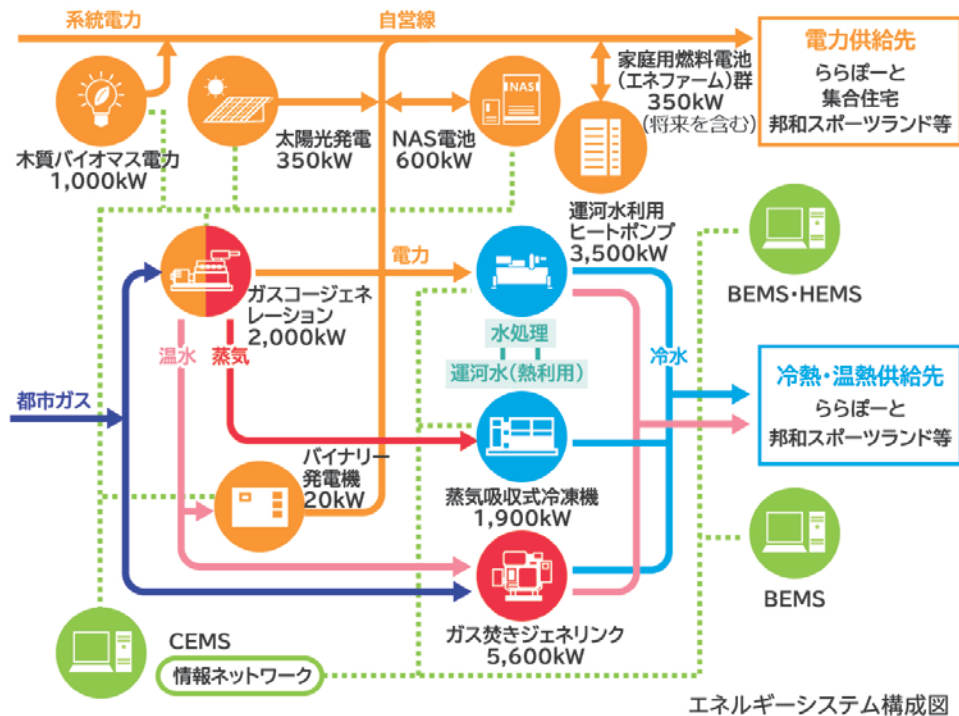 系統電力
自営線
木質バイオマス電力
1,000kW
太陽光発電
350kW
NAS
NAS電池
600kW
家庭用燃料電池
(エネファーム)群
350kW
(将来を含む)
電力供給先
ららぽーと
集合住宅
邦和スポーツランド等
ガスコージェネ
レーション
2,000kW
電力
運河水利用
ヒートポンプ
3,500kW
BEMS・HEMS
温水
蒸気
水処理
運河水(熱利用)
冷水
冷熱・温熱供給先
ららぽーと
邦和スポーツランド等
都市ガス
バイナリー
発電機
20kW
蒸気吸収式冷凍機
1,900kW
BEMS
ガス焚きジェネリンク
5,600kW
CEMS
情報ネットワーク
エネルギーシステム構成図